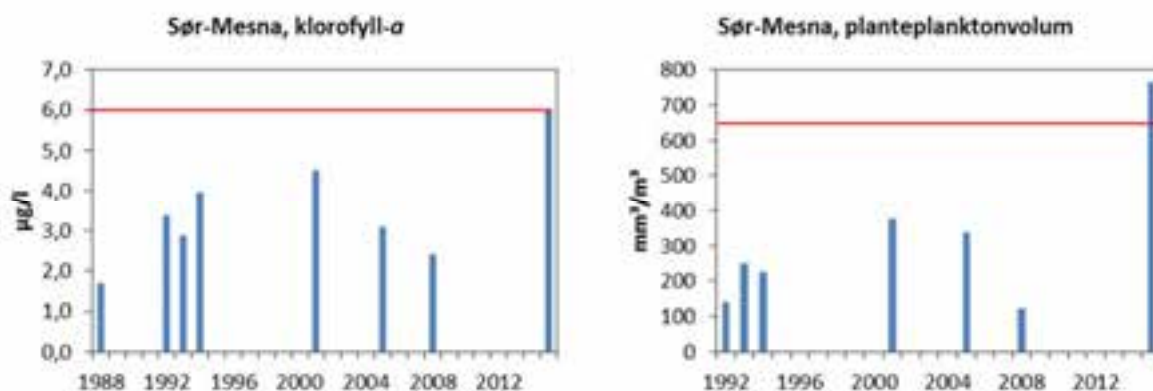 Sør-Mesna, klorofyll-a
7,0
6,0
5,0
4,0
3,0
2,0
1,0
0,0
µg/l
1988 1992 1996 2000 2004 2008 2012
Sør-Mesna, planteplanktonvolum
800
700
600
500
400
300
200
100
0
mm³/m³
1992 1996 2000 2004 2008 2012